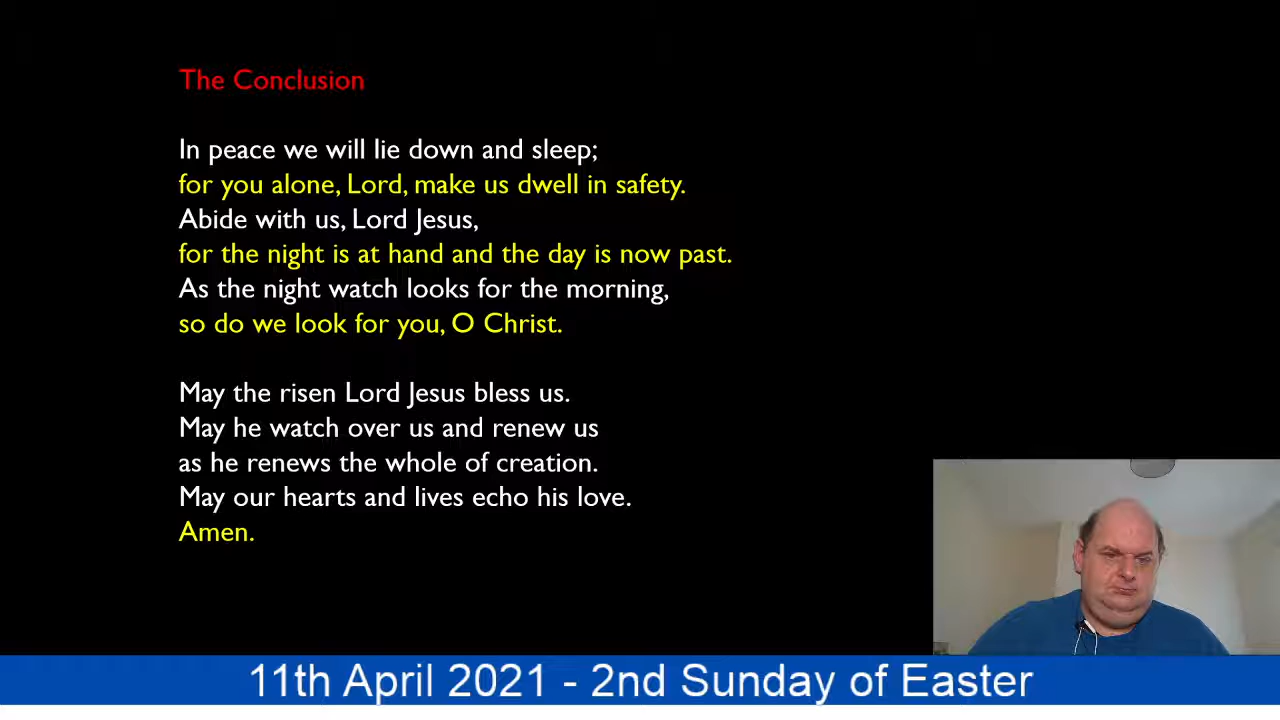 The Conclusion
In peace we will lie down and sleep;
for you alone, Lord, make us dwell in safety.
Abide with us, Lord Jesus,
for the night is at hand and the day is now past.
As the night watch looks for the morning,
so do we look for you, O Christ.
May the risen Lord Jesus bless us.
May he watch over us and renew us
as he renews the whole of creation.
May our hearts and lives echo his love.
Amen.
11th April 2021 - 2nd Sunday of Easter